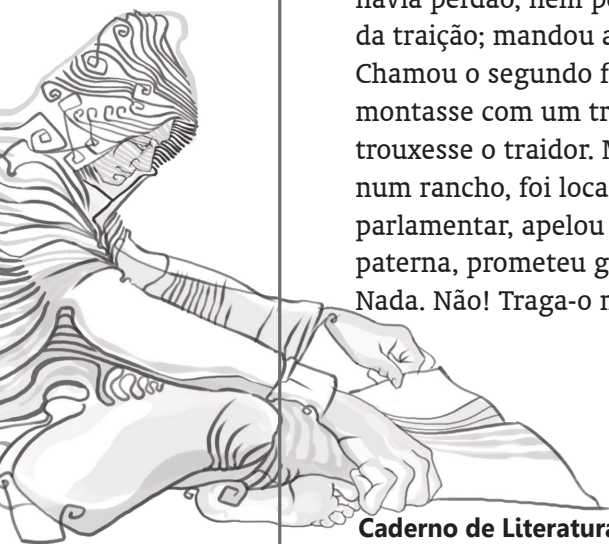 havia perdão, nem p
da traição; mandou a
Chamou o segundo f
montasse com um tr
trouxesse o traidor. M
num rancho, foi loca
parlamentar, apelou
paterna, prometeu g
Nada. Não! Traga-o n
Caderno de Literatura